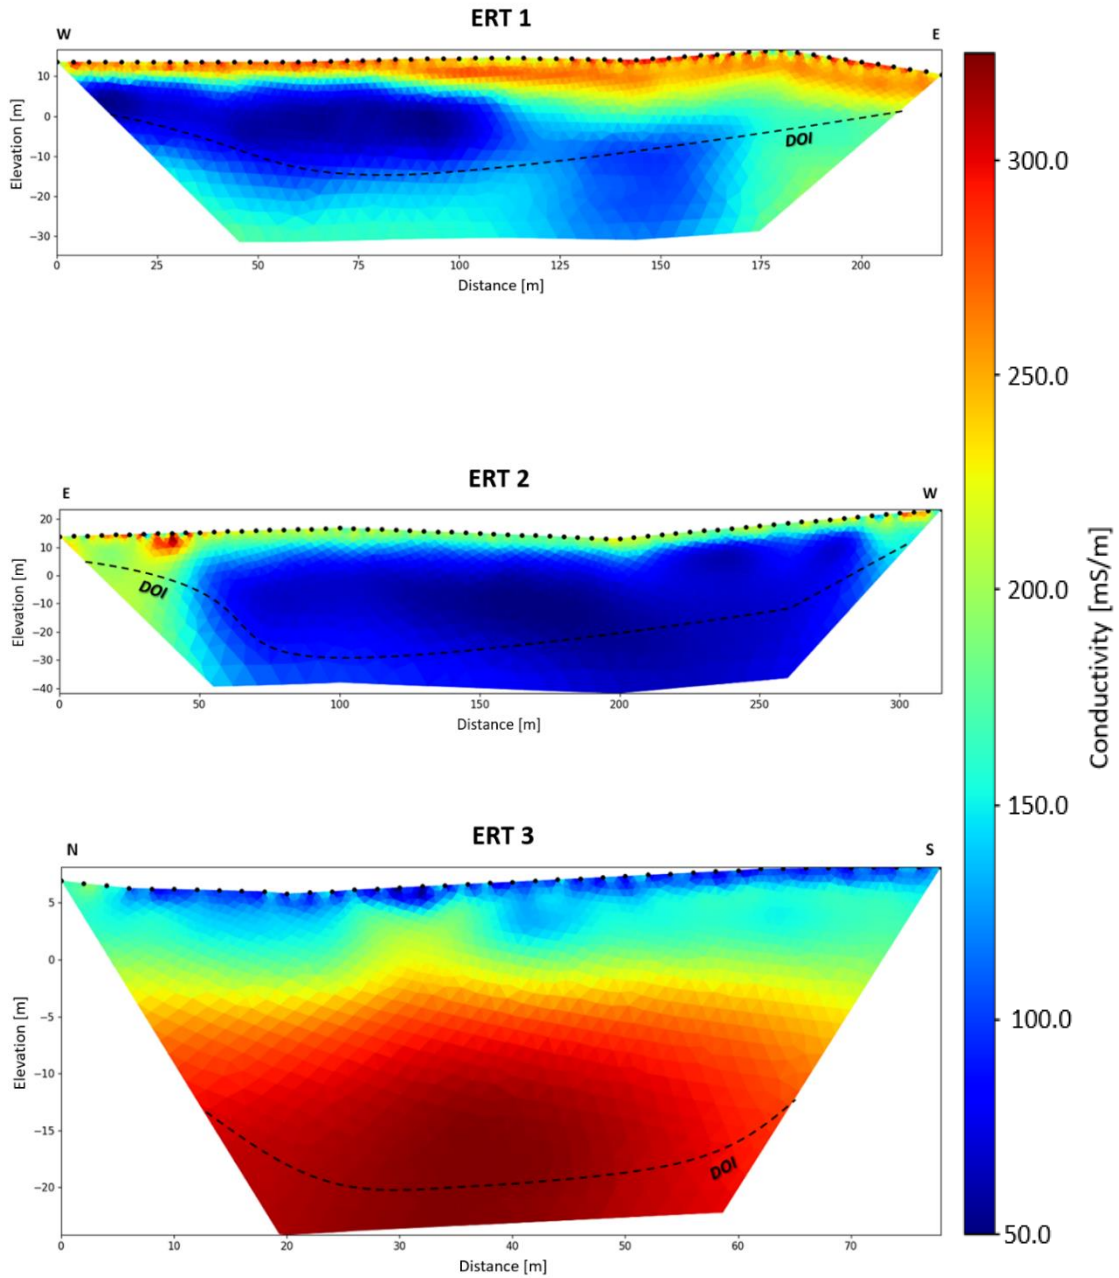 ERT 1
W E
10
0
−10
−20
−30
Elevation [m]
DOI
0 25 50 75 100 125 150 175 200
Distance [m]
ERT 2
E W
20
10
0
−10
−20
−30
−40
Elevation [m]
DOI
0 50 100 150 200 250 300
Distance [m]
ERT 3
N S
5
0
−5
−10
−15
−20
Elevation [m]
DOI
0 10 20 30 40 50 60 70
Distance [m]
300.0
250.0
200.0
150.0
100.0
50.0
Conductivity [mS/m]